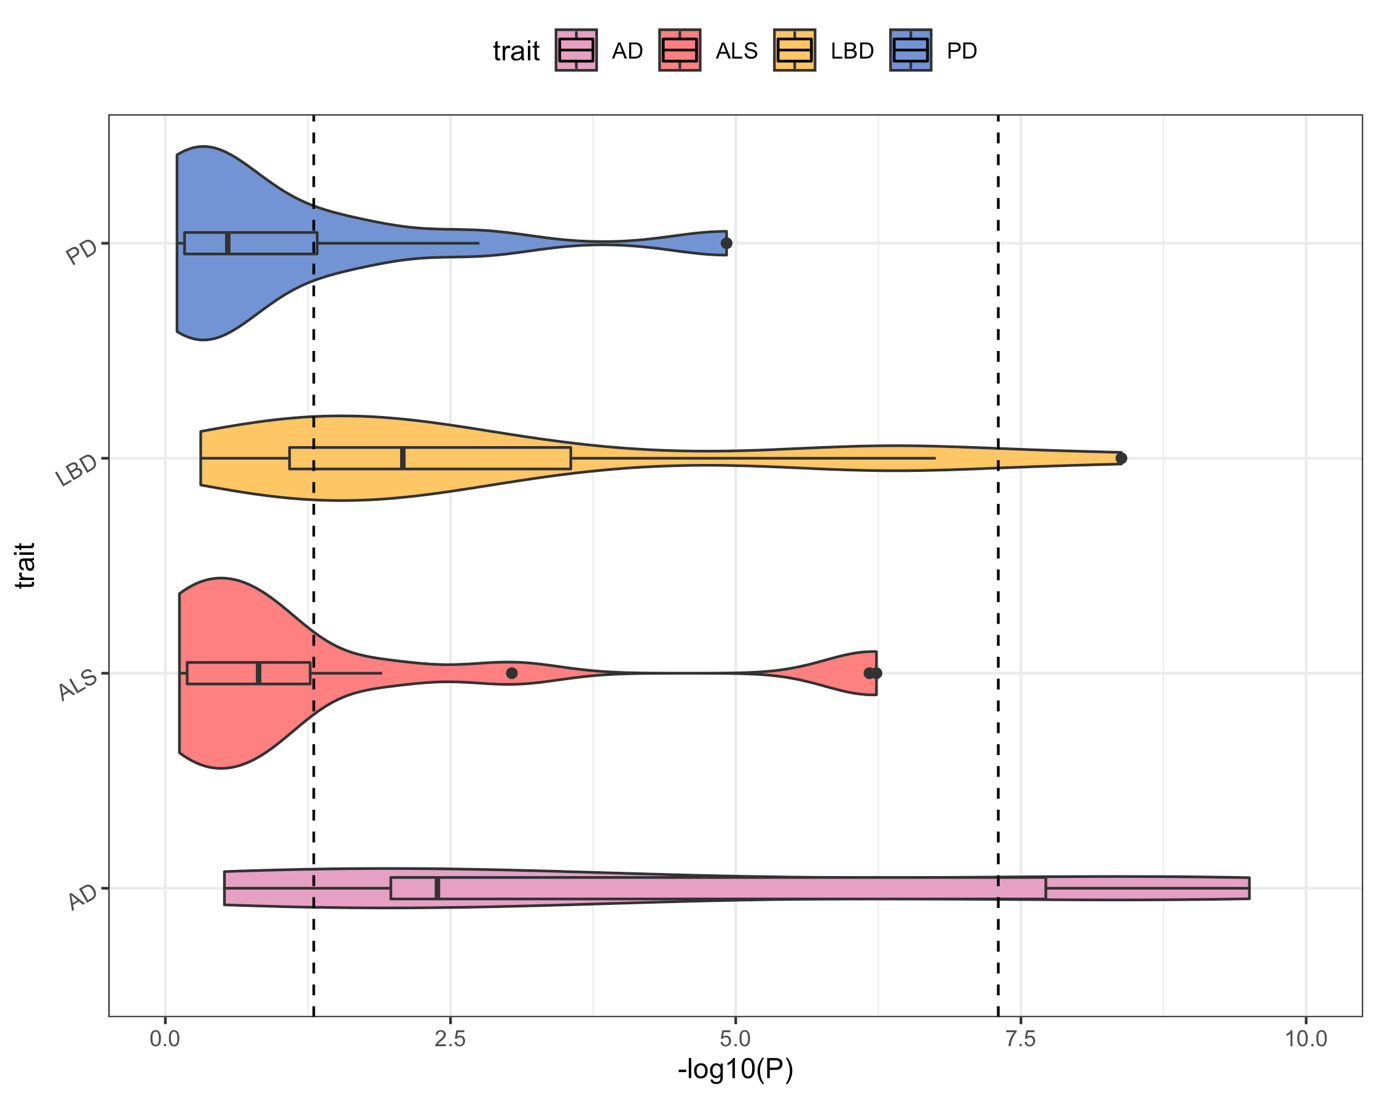 trait AD ALS LBD PD
PD
LBD
ALS
AD
trait
0.0 2.5 5.0 7.5 10.0
-log10(P)